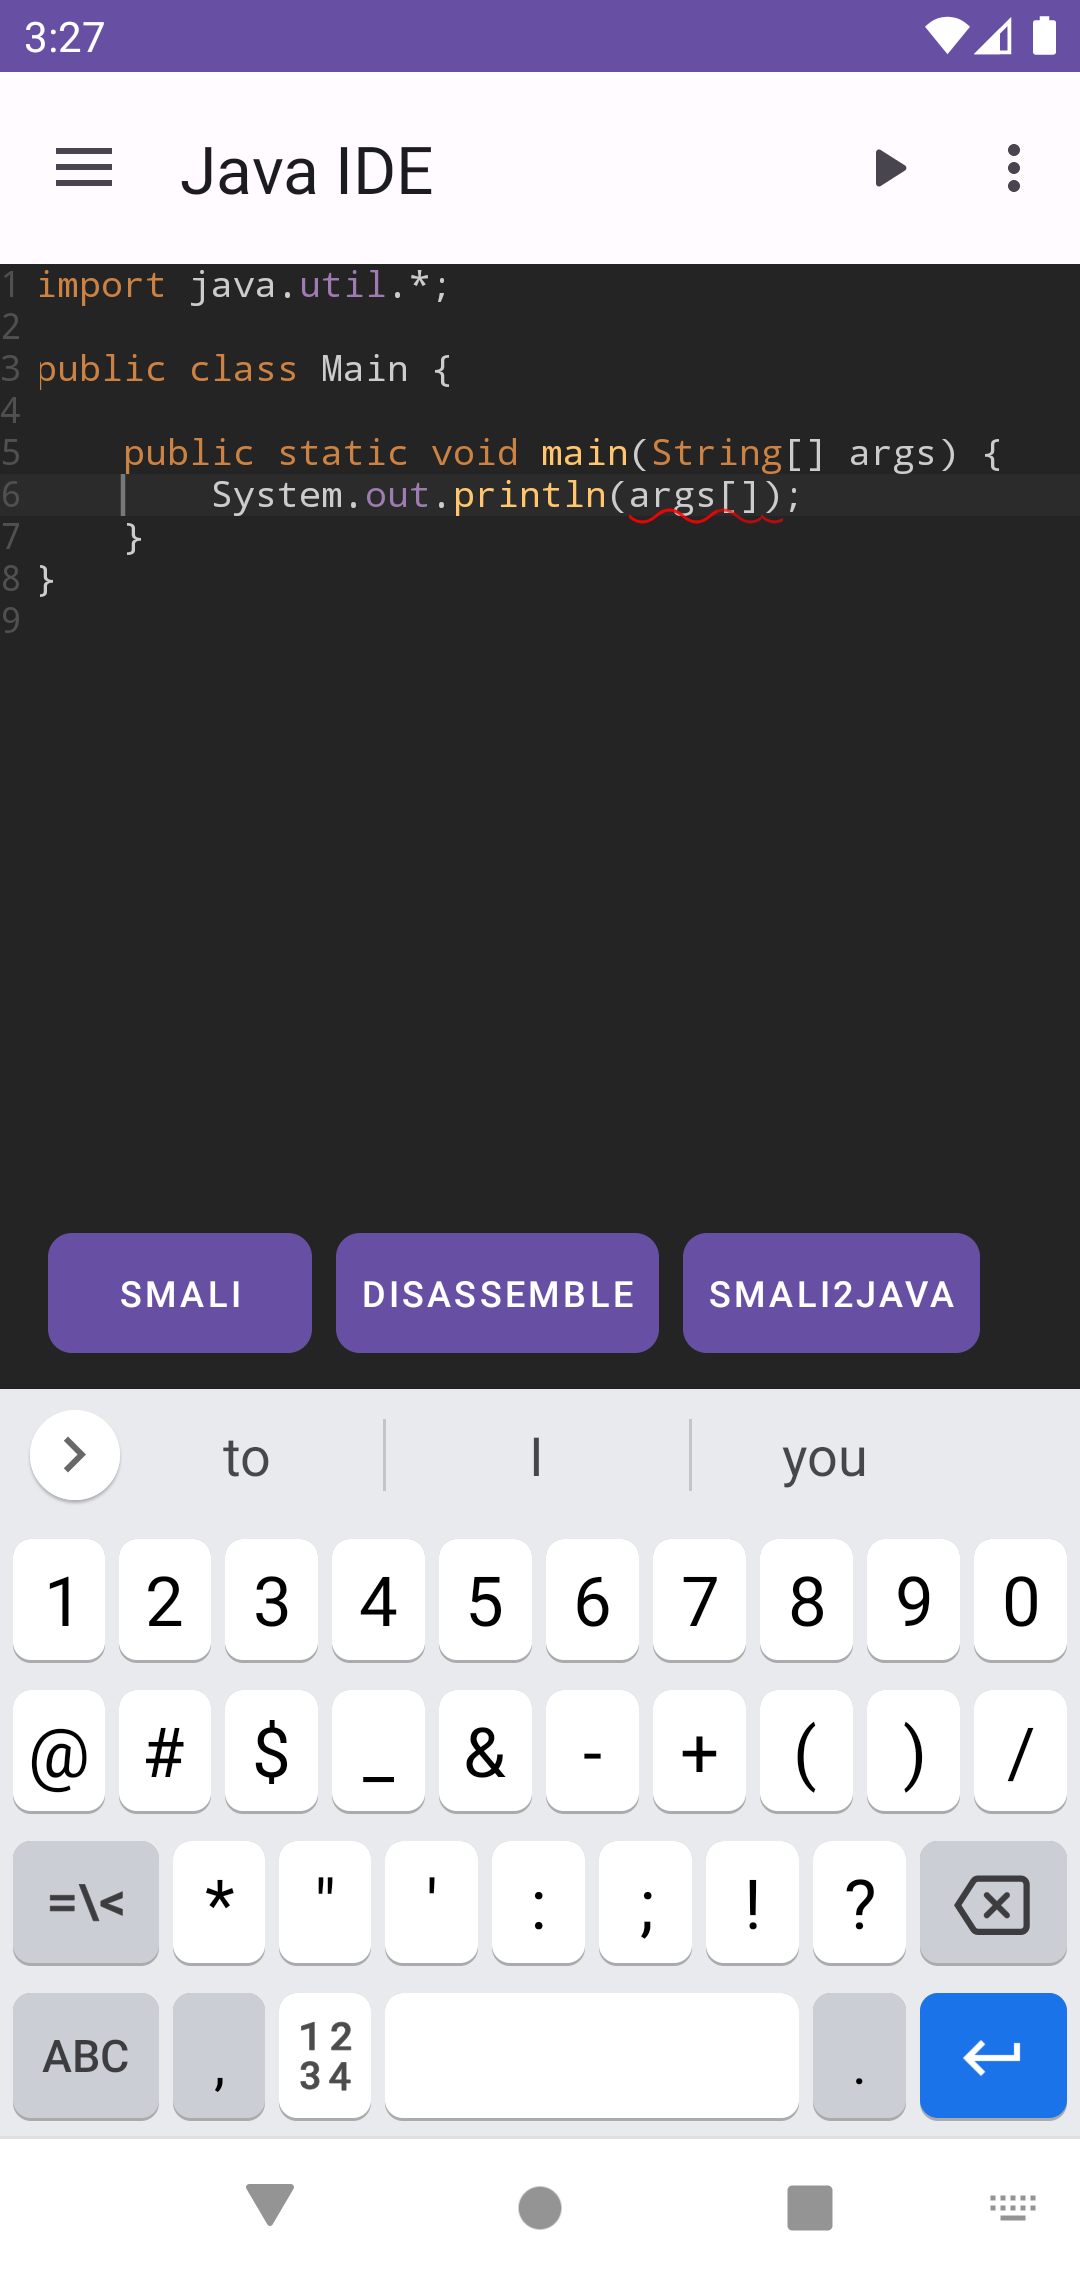 3:27
Java IDE
1 import java.util.*;
2
3 public class Main {
4
5     public static void main(String[] args) {
6         System.out.println(args[]);
7     }
8 }
9
SMALI DISASSEMBLE SMALI2JAVA
to I you
1 2 3 4 5 6 7 8 9 0
@ # $ _ & - + ( ) /
=\< * " ' : ; ! ?
ABC , 12 .
34